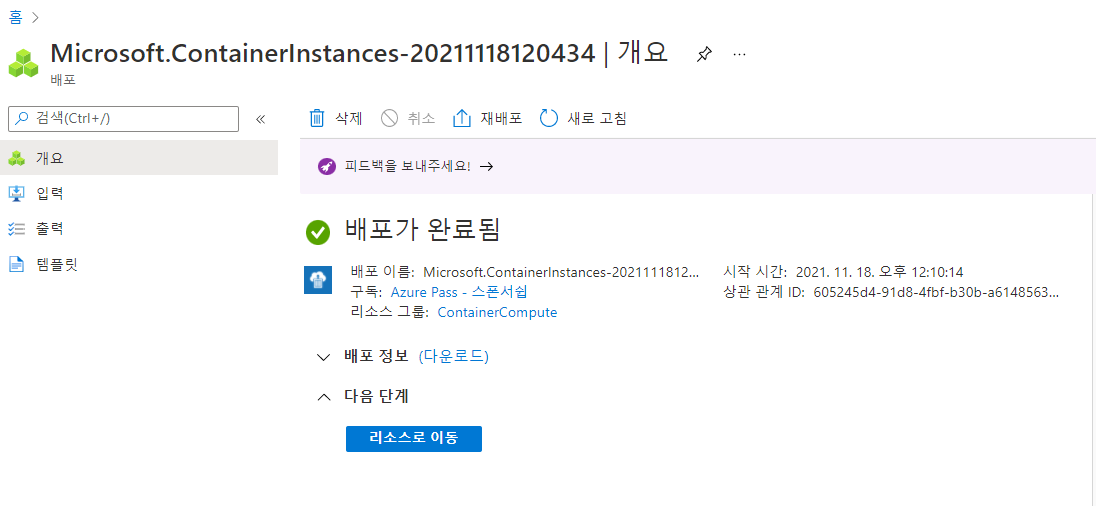 홈
Microsoft.ContainerInstances-20211118120434 | 개요
...
배포
검색(Ctrl+/)
«
삭제
취소
재배포
새로 고침
개요
입력
출력
템플릿
피드백을 보내주세요! →
배포가 완료됨
배포 이름: Microsoft.ContainerInstances-2021111812...
시작 시간: 2021. 11. 18. 오후 12:10:14
구독: Azure Pass - 스폰서쉽
상관 관계 ID: 605245d4-91d8-4fbf-b30b-a6148563...
리소스 그룹: ContainerCompute
배포 정보 (다운로드)
다음 단계
리소스로 이동